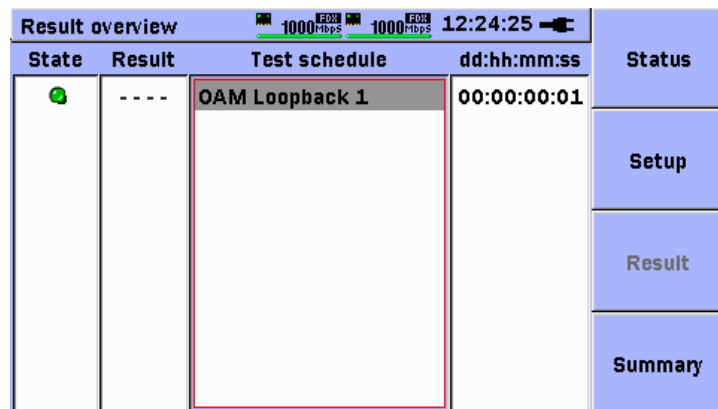 Result overview 1000 FDX Mbps 1000 FDX Mbps 12:24:25
State Result Test schedule dd:hh:mm:ss
---- OAM Loopback 1 00:00:00:01
Status
Setup
Result
Summary